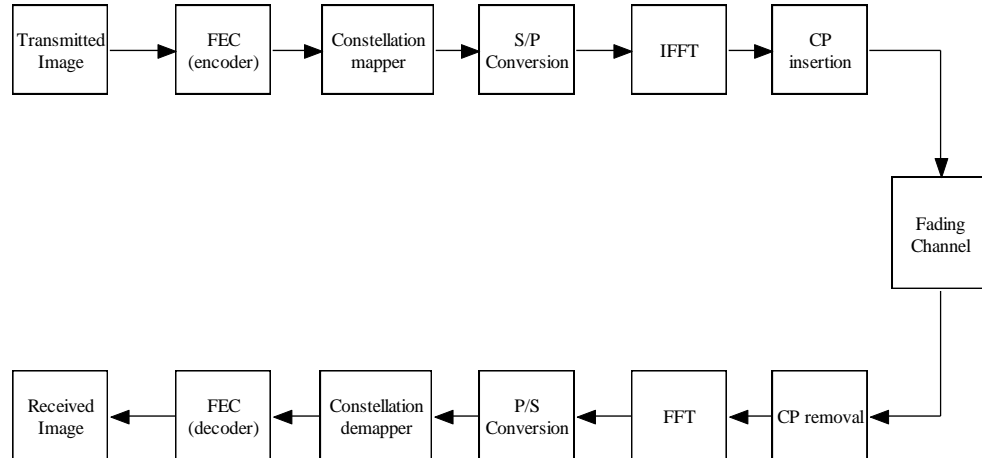 Transmitted
Image
FEC
(encoder)
Constellation
mapper
S/P
Conversion
IFFT
CP
insertion
Fading
Channel
Received
Image
FEC
(decoder)
Constellation
demapper
P/S
Conversion
FFT
CP removal